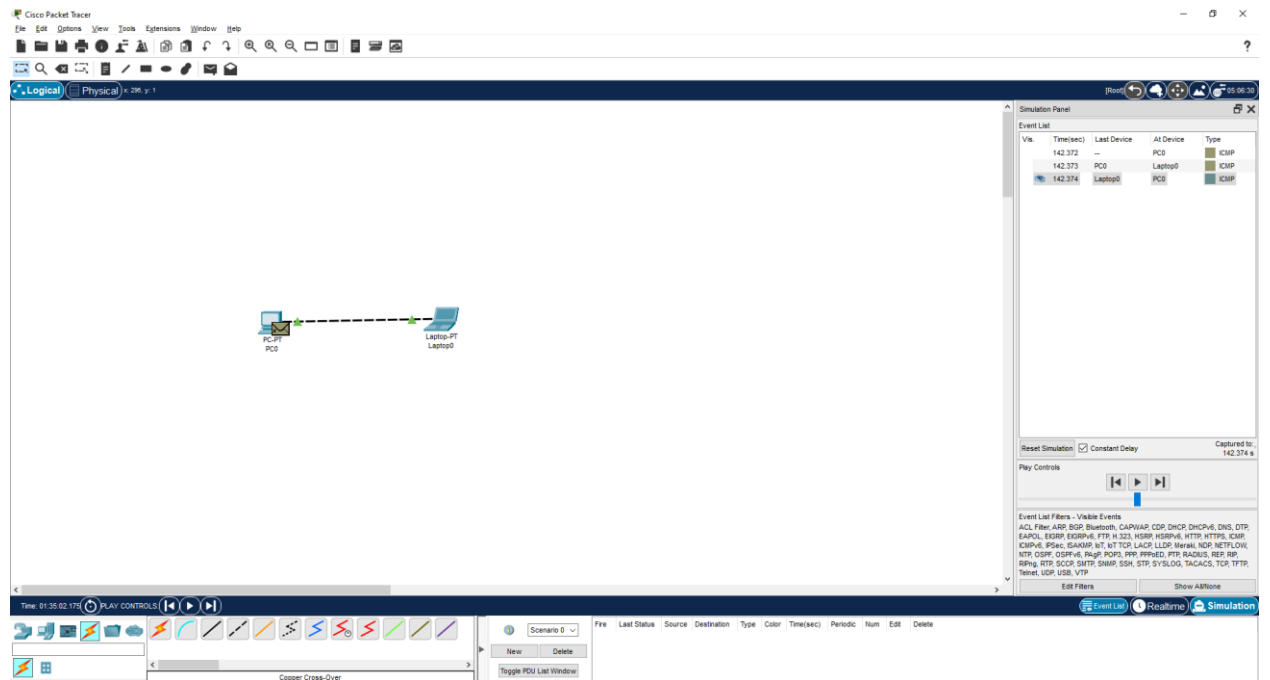 Cisco Packet Tracer
File Edit Options View Tools Extensions Window Help
?
Logical Physical x: 296, y: 1 [Root] 05:06:30
Simulation Panel
Event List
Vis. Time(sec) Last Device At Device Type
142.372 -- PC0 ICMP
142.373 PC0 Laptop0 ICMP
142.374 Laptop0 PC0 ICMP
PC-PT
PC0
Laptop-PT
Laptop0
Reset Simulation Constant Delay Captured to:
142.374 s
Play Controls
Event List Filters - Visible Events
ACL Filter, ARP, BGP, Bluetooth, CAPWAP, CDP, DHCP, DHCPv6, DNS, DTP,
EAPOL, EIGRP, EIGRPv6, FTP, H.323, HSRP, HSRPv6, HTTP, HTTPS, ICMP,
ICMPv6, IPSec, ISAKMP, IoT, IoT TCP, LACP, LLDP, Meraki, NDP, NETFLOW,
NTP, OSPF, OSPFv6, PAgP, POP3, PPP, PPPoED, PTP, RADIUS, REP, RIP,
RIPng, RTP, SCCP, SMTP, SNMP, SSH, STP, SYSLOG, TACACS, TCP, TFTP,
Telnet, UDP, USB, VTP
Edit Filters Show All/None
Time: 01:35:02.175 PLAY CONTROLS: Event List Realtime Simulation
Scenario 0
New Delete
Toggle PDU List Window
Fire Last Status Source Destination Type Color Time(sec) Periodic Num Edit Delete
Copper Cross-Over